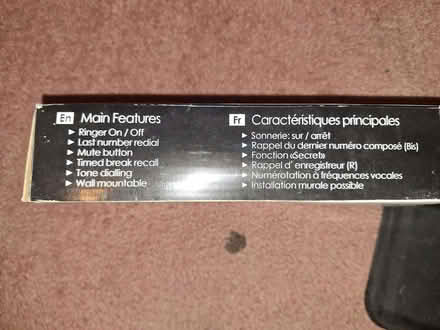 En Main Features
▸ Ringer On / Off
▸ Last number redial
▸ Mute button
▸ Timed break recall
▸ Tone dialling
▸ Wall mountable
Fr Caractéristiques principales
▸ Sonnerie: sur / arrêt
▸ Rappel du dernier numéro composé (Bis)
▸ Fonction «Secret»
▸ Rappel d' enregistreur (R)
▸ Numérotation à fréquences vocales
▸ Installation murale possible